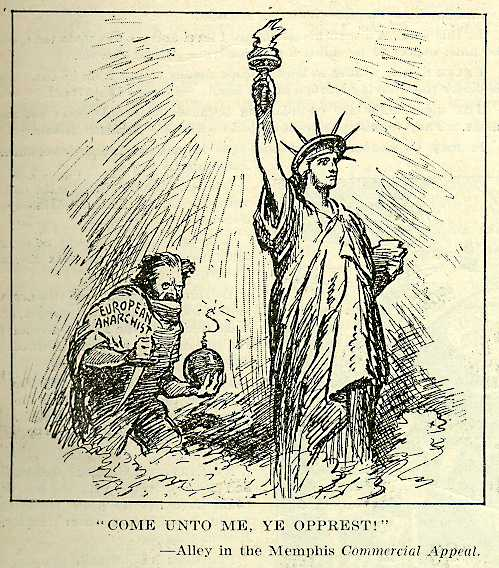 EUROPEAN
ANARCHIST
"COME UNTO ME, YE OPPREST!"
—Alley in the Memphis Commercial Appeal.